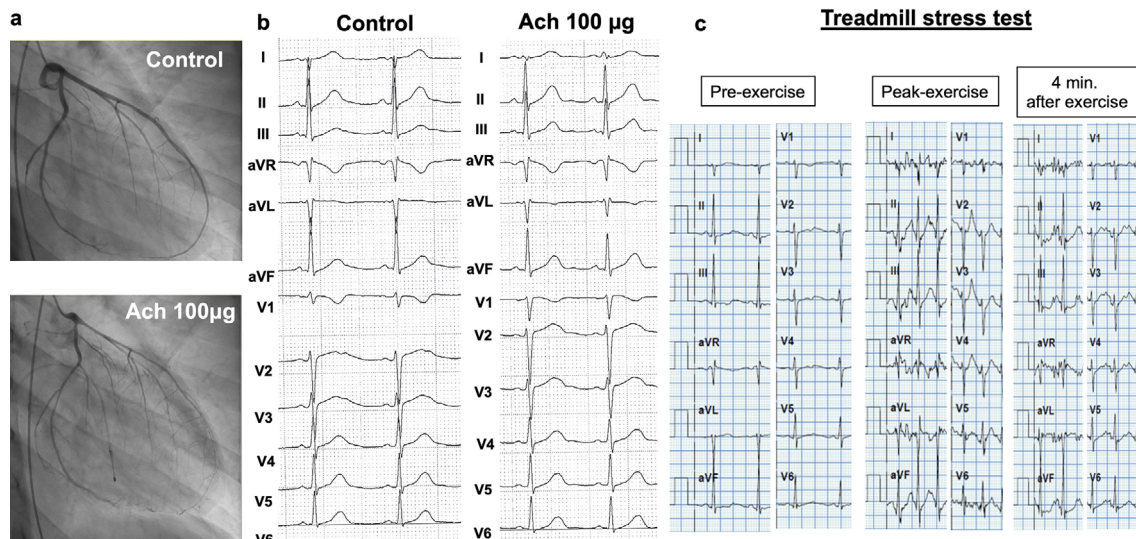 a
Control
Ach 100µg
b
Control
I
II
III
aVR
aVL
aVF
V1
V2
V3
V4
V5
V6
Ach 100 µg
I
II
III
aVR
aVL
aVF
V1
V2
V3
V4
V5
V6
c
Treadmill stress test
Pre-exercise
I
II
III
aVR
aVL
aVF
V1
V2
V3
V4
V5
V6
Peak-exercise
I
II
III
aVR
aVL
aVF
V1
V2
V3
V4
V5
V6
4 min.
after exercise
I
II
III
aVR
aVL
aVF
V1
V2
V3
V4
V5
V6